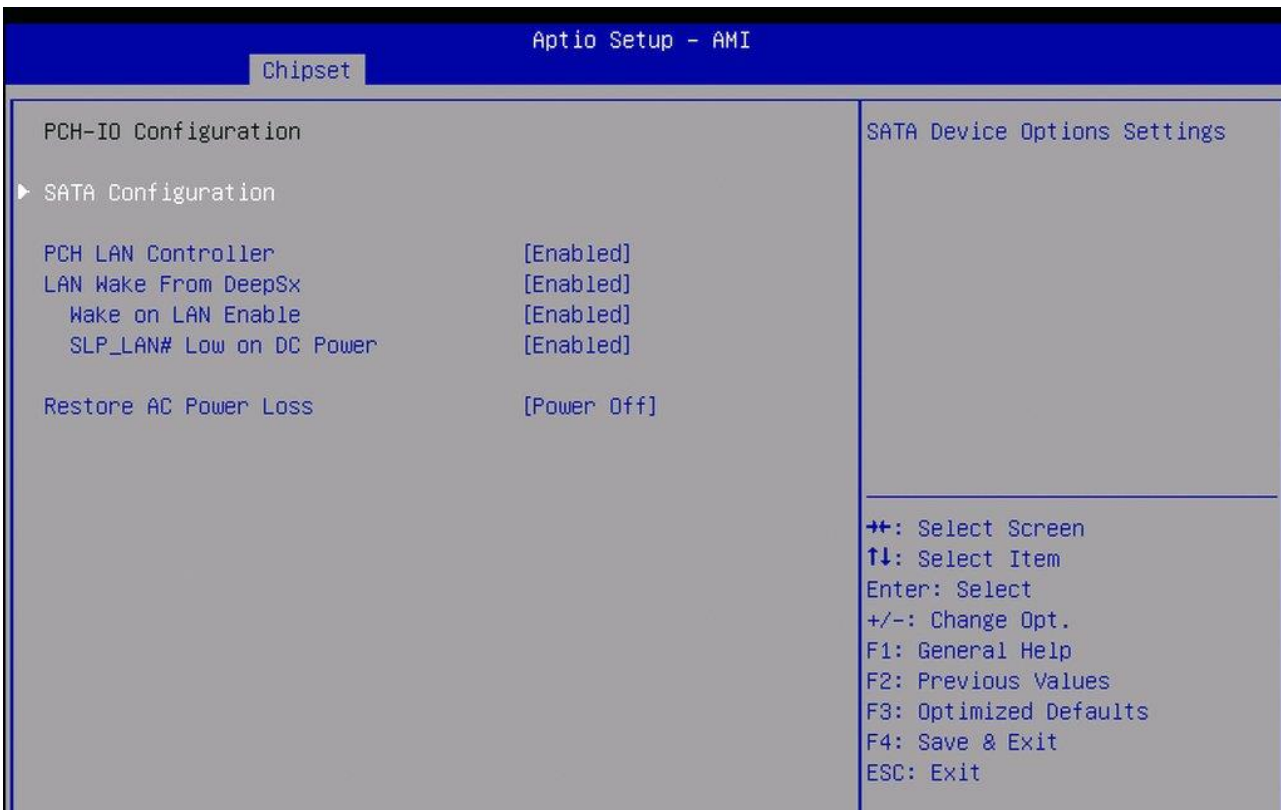 Aptio Setup – AMI
Chipset
PCH-IO Configuration
SATA Configuration
PCH LAN Controller [Enabled]
LAN Wake From DeepSx [Enabled]
Wake on LAN Enable [Enabled]
SLP_LAN# Low on DC Power [Enabled]
Restore AC Power Loss [Power Off]
SATA Device Options Settings
→←: Select Screen
↑↓: Select Item
Enter: Select
+/-: Change Opt.
F1: General Help
F2: Previous Values
F3: Optimized Defaults
F4: Save & Exit
ESC: Exit